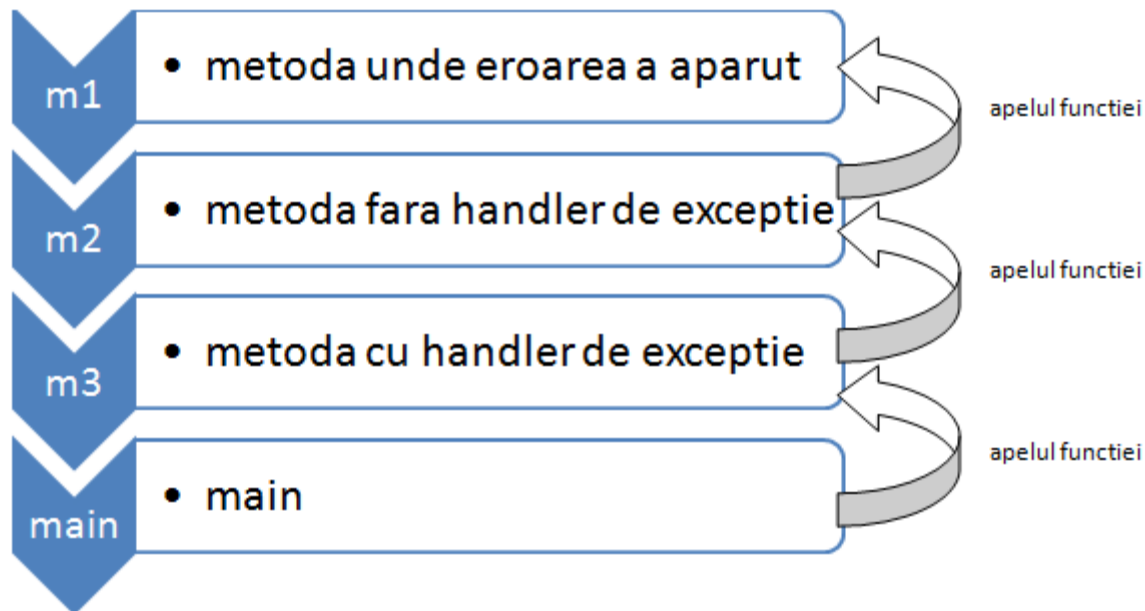 m1
• metoda unde eroarea a aparut
apelul functiei
m2
• metoda fara handler de exceptie
apelul functiei
m3
• metoda cu handler de exceptie
apelul functiei
main
• main